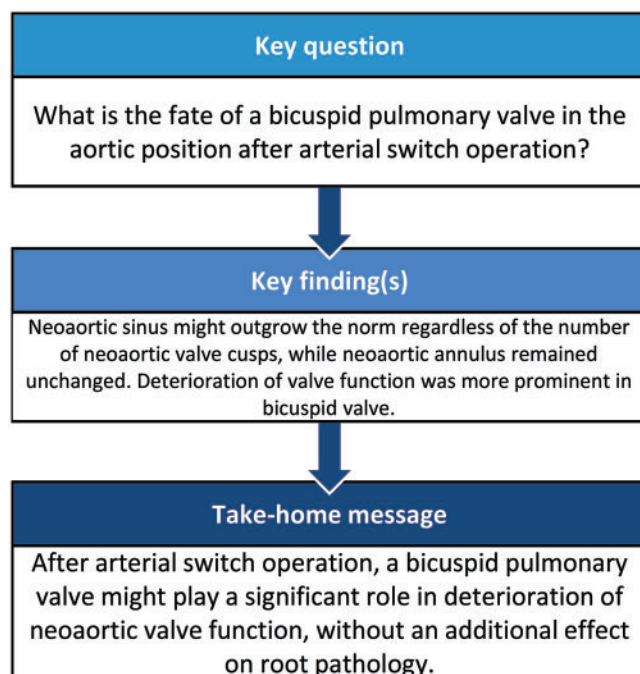 Key question
What is the fate of a bicuspid pulmonary valve in the
aortic position after arterial switch operation?
Key finding(s)
Neoaortic sinus might outgrow the norm regardless of the number
of neoaortic valve cusps, while neoaortic annulus remained
unchanged. Deterioration of valve function was more prominent in
bicuspid valve.
Take-home message
After arterial switch operation, a bicuspid pulmonary
valve might play a significant role in deterioration of
neoaortic valve function, without an additional effect
on root pathology.